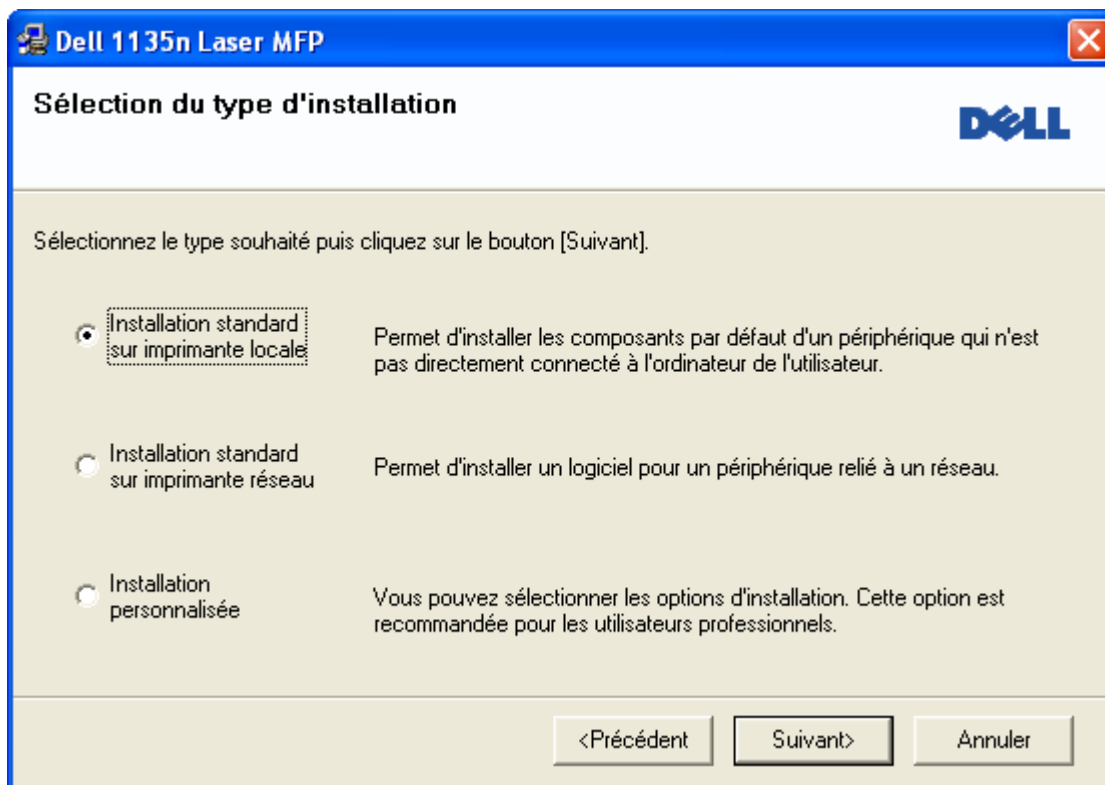 Dell 1135n Laser MFP
Sélection du type d'installation
DELL
Sélectionnez le type souhaité puis cliquez sur le bouton [Suivant].
Installation standard
sur imprimante locale
Permet d'installer les composants par défaut d'un périphérique qui n'est
pas directement connecté à l'ordinateur de l'utilisateur.
Installation standard
sur imprimante réseau
Permet d'installer un logiciel pour un périphérique relié à un réseau.
Installation
personnalisée
Vous pouvez sélectionner les options d'installation. Cette option est
recommandée pour les utilisateurs professionnels.
<Précédent
Suivant>
Annuler